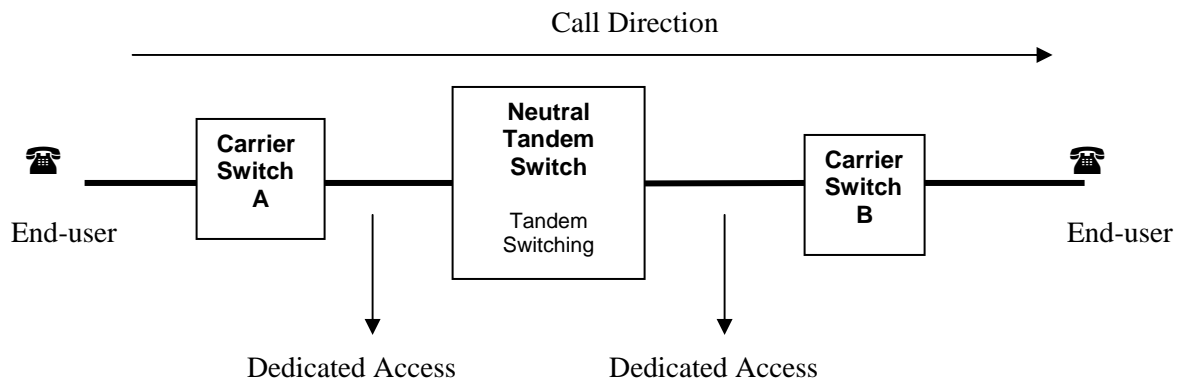 Call Direction
Neutral
Tandem
Switch
Tandem
Switching
Carrier
Switch
A
Carrier
Switch
B
End-user
End-user
Dedicated Access
Dedicated Access